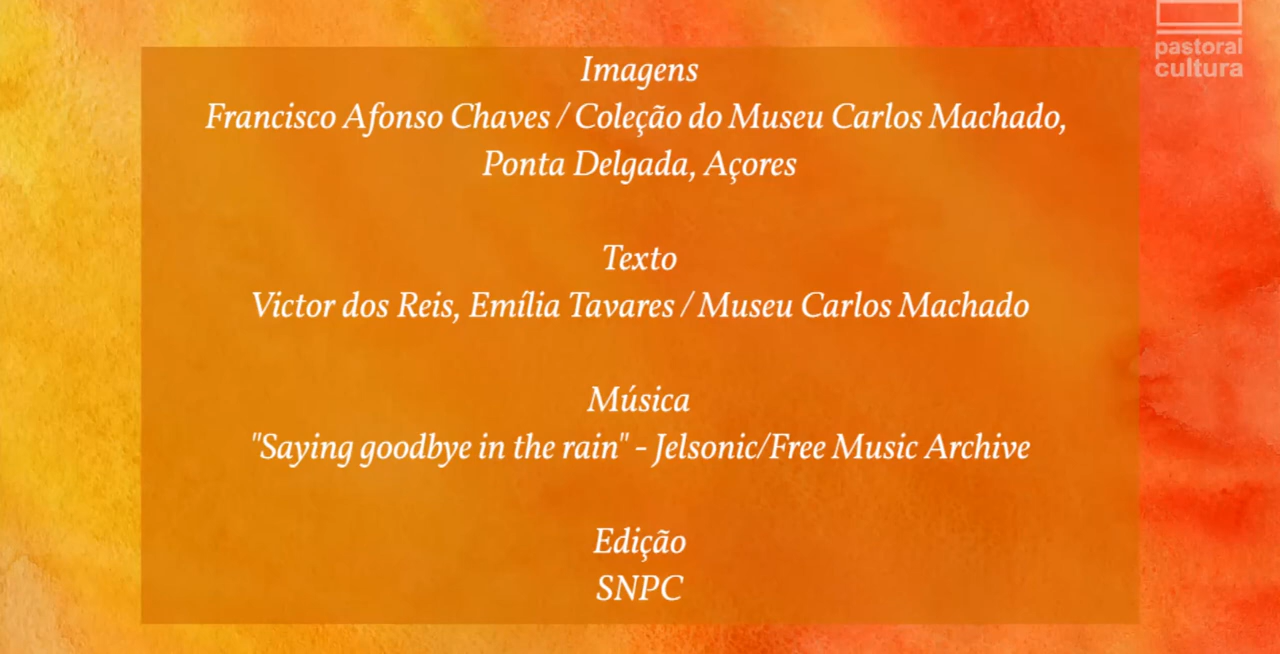 pastoral
cultura
Imagens
Francisco Afonso Chaves / Coleção do Museu Carlos Machado,
Ponta Delgada, Açores
Texto
Victor dos Reis, Emília Tavares / Museu Carlos Machado
Música
"Saying goodbye in the rain" - Jelsonic/Free Music Archive
Edição
SNPC